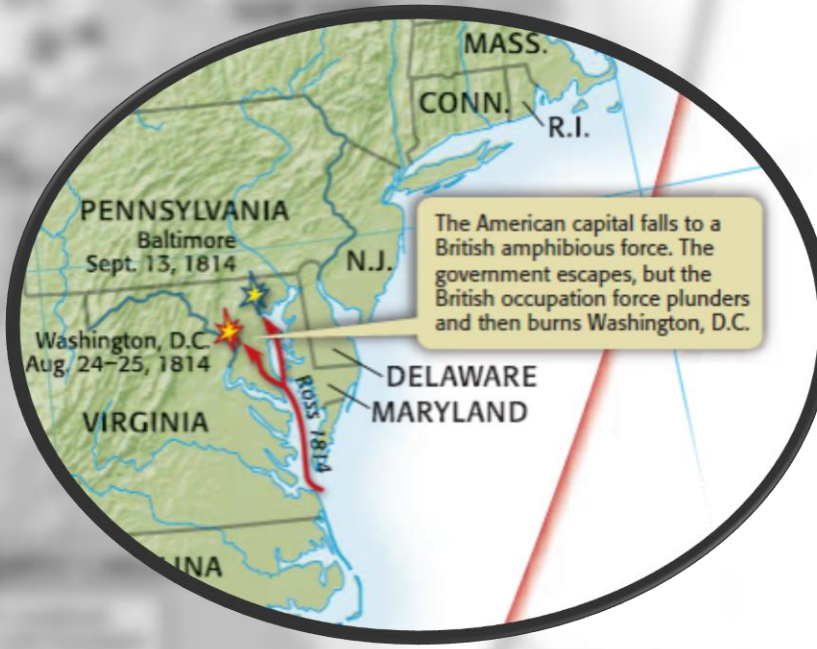 MASS.
CONN.
R.I.
PENNSYLVANIA
Baltimore
Sept. 13, 1814
N.J.
The American capital falls to a
British amphibious force. The
government escapes, but the
British occupation force plunders
and then burns Washington, D.C.
Washington, D.C.
Aug. 24–25, 1814
DELAWARE
MARYLAND
Ross 1814
VIRGINIA
LINA